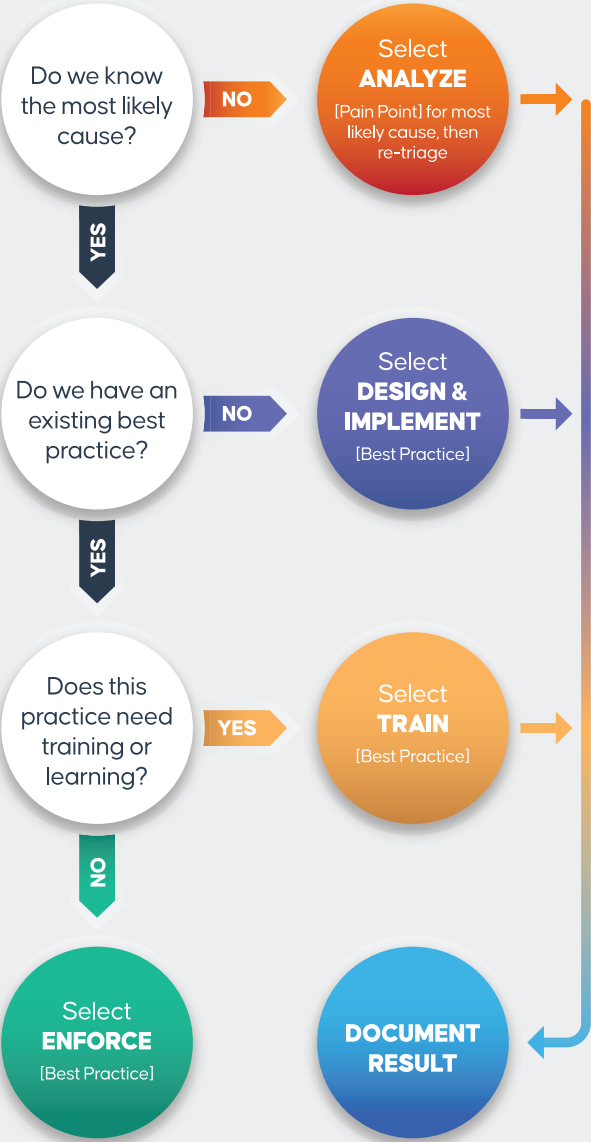 Do we know
the most likely
cause?
NO
Select
ANALYZE
[Pain Point] for most
likely cause, then
re-triage
YES
Do we have an
existing best
practice?
NO
Select
DESIGN &
IMPLEMENT
[Best Practice]
YES
Does this
practice need
training or
learning?
YES
Select
TRAIN
[Best Practice]
NO
Select
ENFORCE
[Best Practice]
DOCUMENT
RESULT